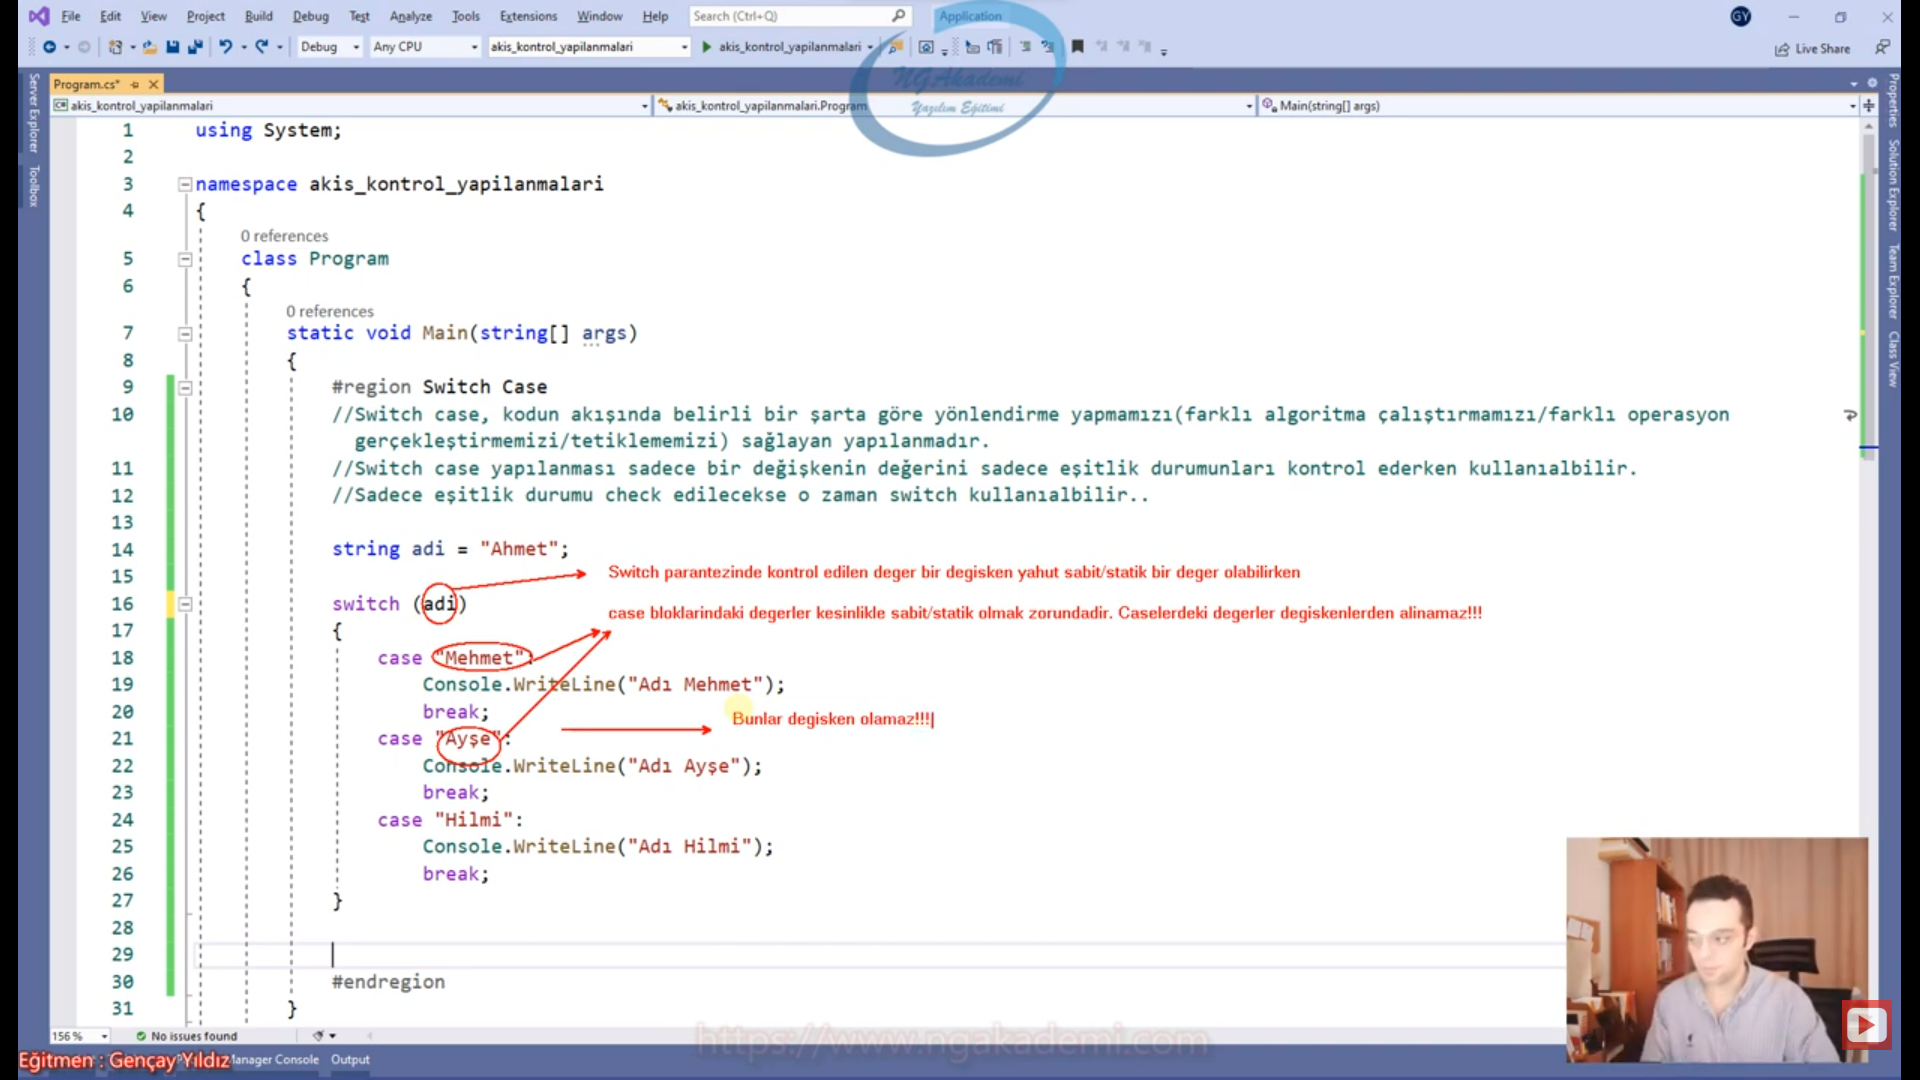 File Edit View Project Build Debug Test Analyze Tools Extensions Window Help Search (Ctrl+Q) Application GY
Debug Any CPU akis_kontrol_yapilanmalari akis_kontrol_yapilanmalari Live Share
Program.cs*
akis_kontrol_yapilanmalari akis_kontrol_yapilanmalari.Program Main(string[] args)
NGAkademi
Yazılım Eğitimi
Server Explorer
Toolbox
Properties
Solution Explorer
Team Explorer
Class View
1 using System;
2
3 namespace akis_kontrol_yapilanmalari
4 {
0 references
5 class Program
6 {
0 references
7 static void Main(string[] args)
8 {
9 #region Switch Case
10 //Switch case, kodun akışında belirli bir şarta göre yönlendirme yapmamızı(farklı algoritma çalıştırmamızı/farklı operasyon
gerçekleştirmemizi/tetiklememizi) sağlayan yapılanmadır.
11 //Switch case yapılanması sadece bir değişkenin değerini sadece eşitlik durumunları kontrol ederken kullanıalbilir.
12 //Sadece eşitlik durumu check edilecekse o zaman switch kullanıalbilir..
13
14 string adi = "Ahmet";
15
Switch parantezinde kontrol edilen deger bir degisken yahut sabit/statik bir deger olabilirken
16 switch (adi)
case bloklarindaki degerler kesinlikle sabit/statik olmak zorundadir. Caselerdeki degerler degiskenlerden alinamaz!!!
17 {
18 case "Mehmet":
19 Console.WriteLine("Adı Mehmet");
20 break;
Bunlar degisken olamaz!!!
21 case "Ayşe":
22 Console.WriteLine("Adı Ayşe");
23 break;
24 case "Hilmi":
25 Console.WriteLine("Adı Hilmi");
26 break;
27 }
28
29
30 #endregion
31 }
156 % No issues found
https://www.ngakademi.com
Eğitmen : Gençay Yıldız
Manager Console Output